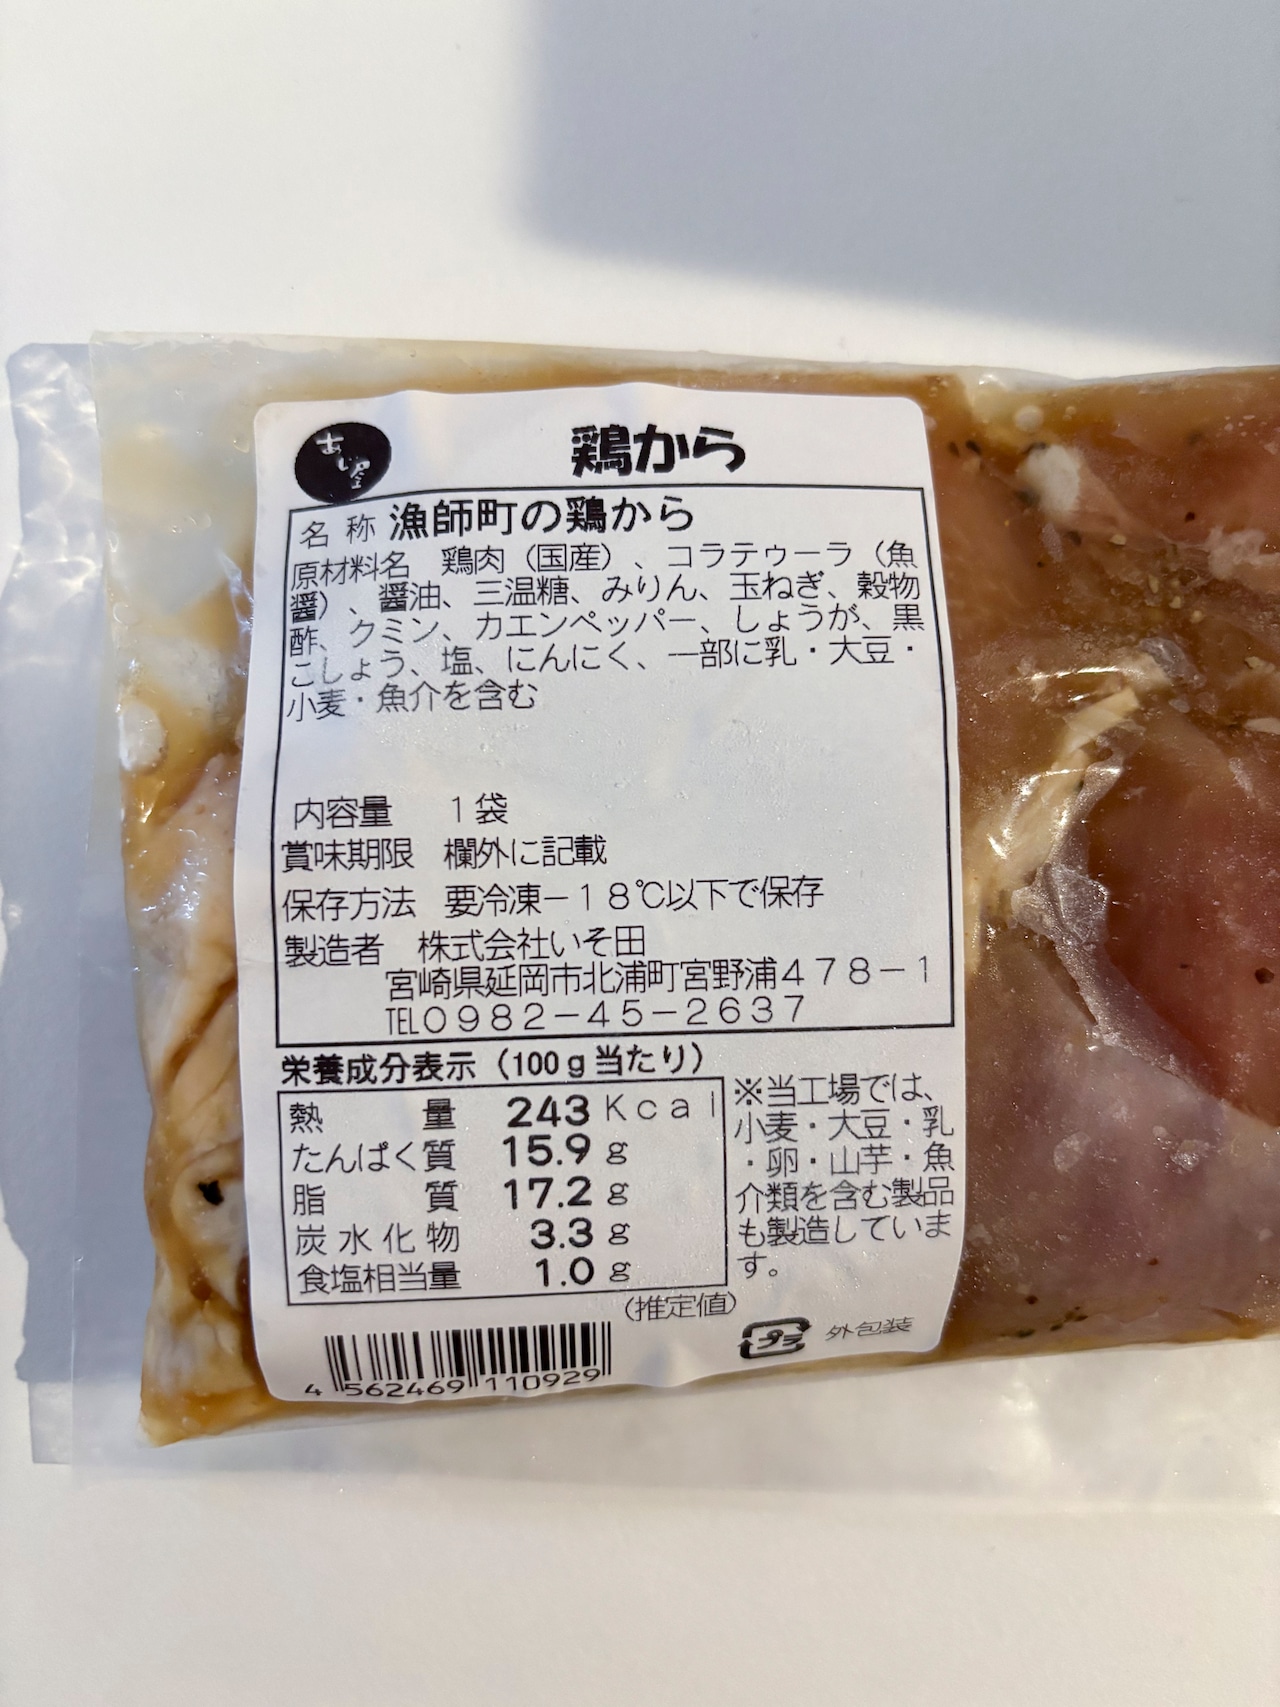 あじ屋
鶏から
名称 漁師町の鶏から
原材料名 鶏肉（国産）、コラテゥーラ（魚
醤）、醤油、三温糖、みりん、玉ねぎ、穀物
酢、クミン、カエンペッパー、しょうが、黒
こしょう、塩、にんにく、一部に乳・大豆・
小麦・魚介を含む
内容量 1袋
賞味期限 欄外に記載
保存方法 要冷凍－18℃以下で保存
製造者 株式会社いそ田
宮崎県延岡市北浦町宮野浦478－1
TEL0982－45－2637
栄養成分表示（100g当たり）
熱量 243 Kcal
たんぱく質 15.9 g
脂質 17.2 g
炭水化物 3.3 g
食塩相当量 1.0 g
（推定値）
※当工場では、
小麦・大豆・乳
・卵・山芋・魚
介類を含む製品
も製造していま
す。
プラ 外包装
4 562469 110929